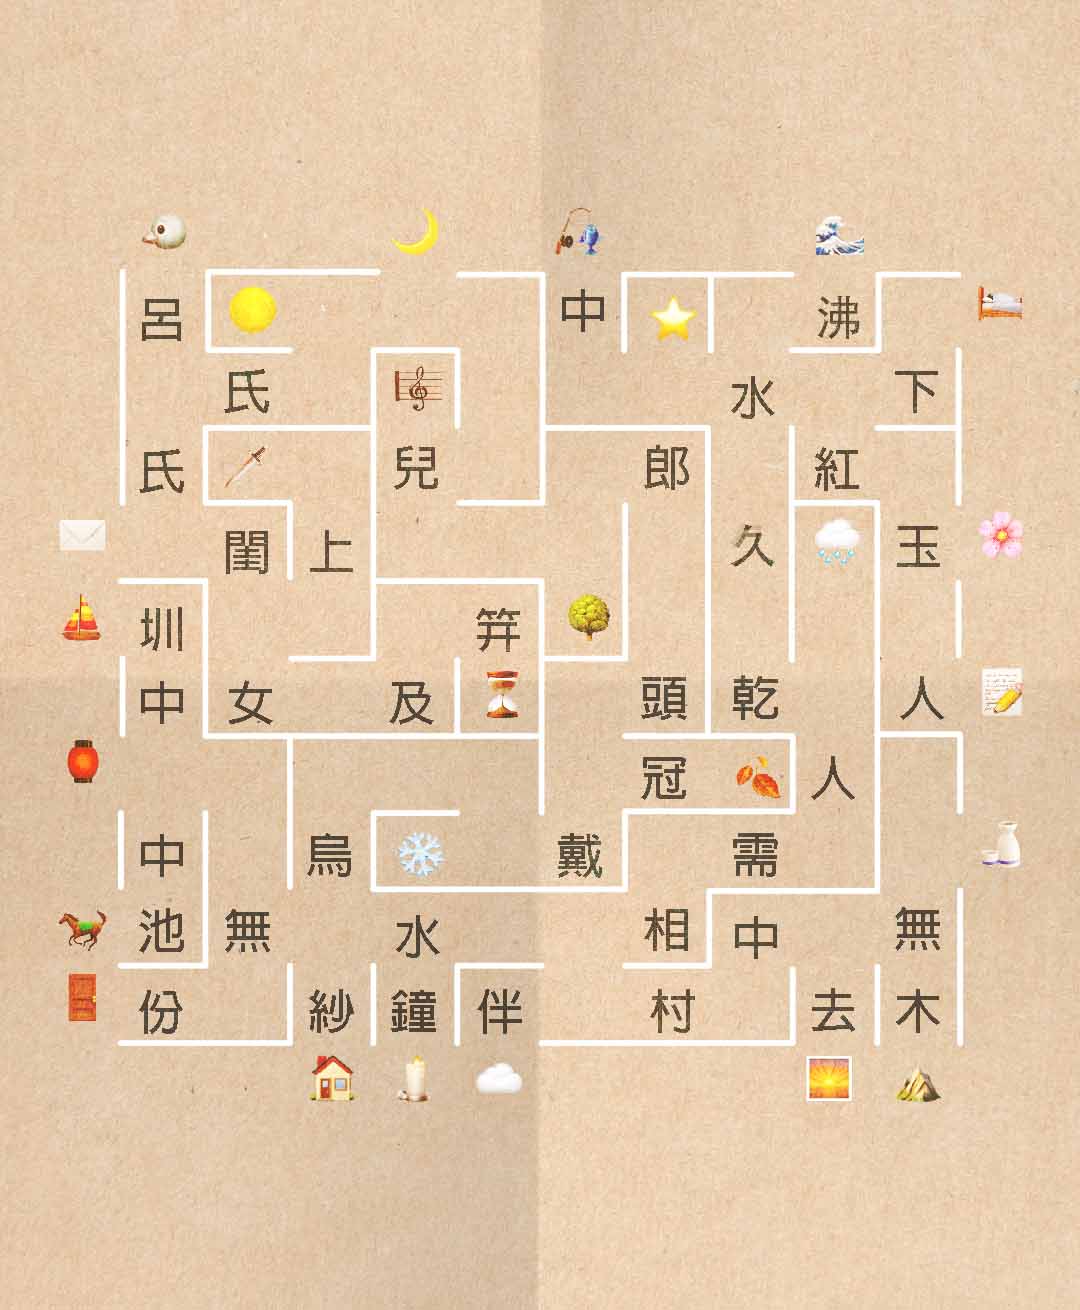 呂 中 沸
氏 水 下
氏 兒 郎 紅
閨 上 久 玉
圳 笄
中 女 及 頭 乾 人
冠 人
中 烏 戴 需
池 無 水 相 中 無
份 紗 鐘 伴 村 去 木